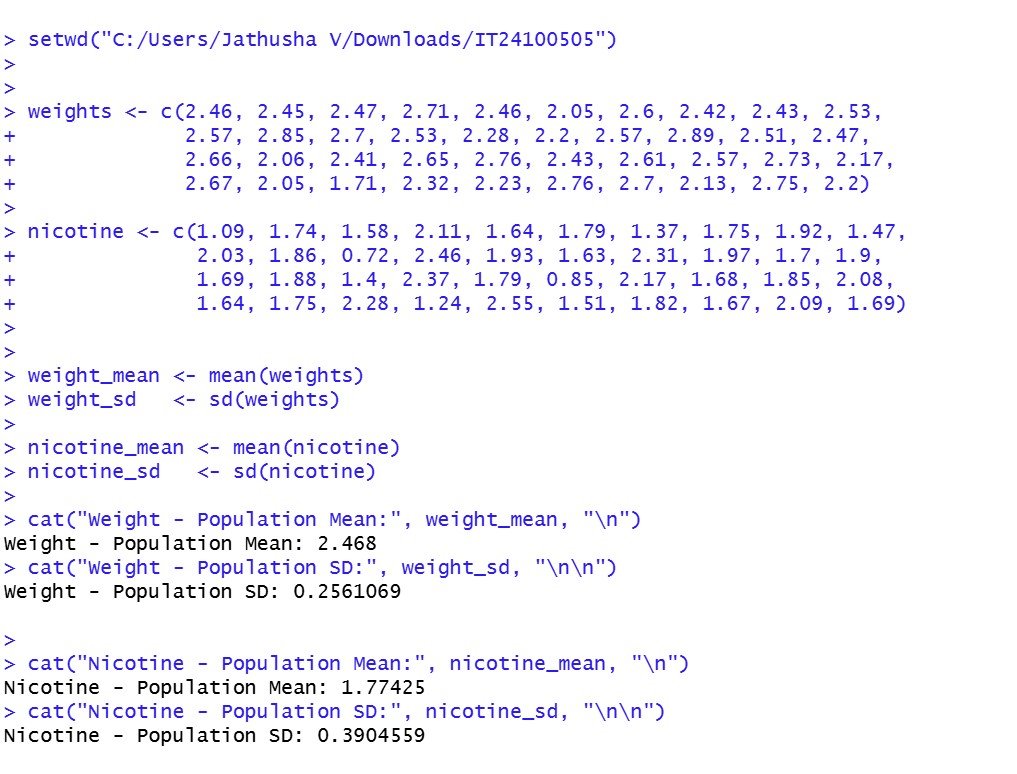 > setwd("C:/Users/Jathusha V/Downloads/IT24100505")
>
>
> weights <- c(2.46, 2.45, 2.47, 2.71, 2.46, 2.05, 2.6, 2.42, 2.43, 2.53,
+              2.57, 2.85, 2.7, 2.53, 2.28, 2.2, 2.57, 2.89, 2.51, 2.47,
+              2.66, 2.06, 2.41, 2.65, 2.76, 2.43, 2.61, 2.57, 2.73, 2.17,
+              2.67, 2.05, 1.71, 2.32, 2.23, 2.76, 2.7, 2.13, 2.75, 2.2)
>
> nicotine <- c(1.09, 1.74, 1.58, 2.11, 1.64, 1.79, 1.37, 1.75, 1.92, 1.47,
+               2.03, 1.86, 0.72, 2.46, 1.93, 1.63, 2.31, 1.97, 1.7, 1.9,
+               1.69, 1.88, 1.4, 2.37, 1.79, 0.85, 2.17, 1.68, 1.85, 2.08,
+               1.64, 1.75, 2.28, 1.24, 2.55, 1.51, 1.82, 1.67, 2.09, 1.69)
>
>
> weight_mean <- mean(weights)
> weight_sd   <- sd(weights)
>
> nicotine_mean <- mean(nicotine)
> nicotine_sd   <- sd(nicotine)
>
> cat("Weight - Population Mean:", weight_mean, "\n")
Weight - Population Mean: 2.468
> cat("Weight - Population SD:", weight_sd, "\n\n")
Weight - Population SD: 0.2561069

>
> cat("Nicotine - Population Mean:", nicotine_mean, "\n")
Nicotine - Population Mean: 1.77425
> cat("Nicotine - Population SD:", nicotine_sd, "\n\n")
Nicotine - Population SD: 0.3904559